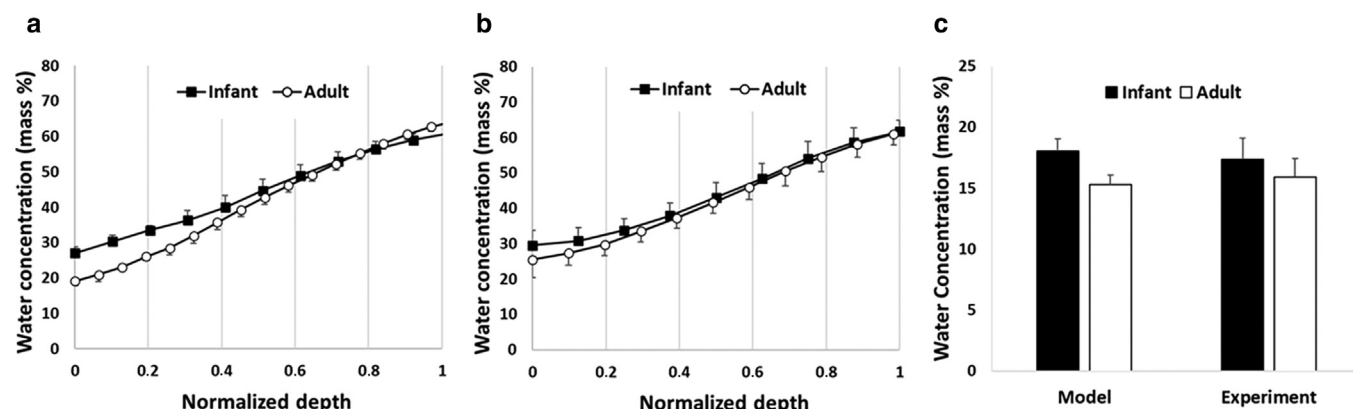 a
Water concentration (mass %)
80
70
60
50
40
30
20
10
0
Infant Adult
0 0.2 0.4 0.6 0.8 1
Normalized depth
b
Water concentration (mass %)
80
70
60
50
40
30
20
10
0
Infant Adult
0 0.2 0.4 0.6 0.8 1
Normalized depth
c
Water Concentration (mass %)
25
20
15
10
5
0
Infant Adult
Model Experiment